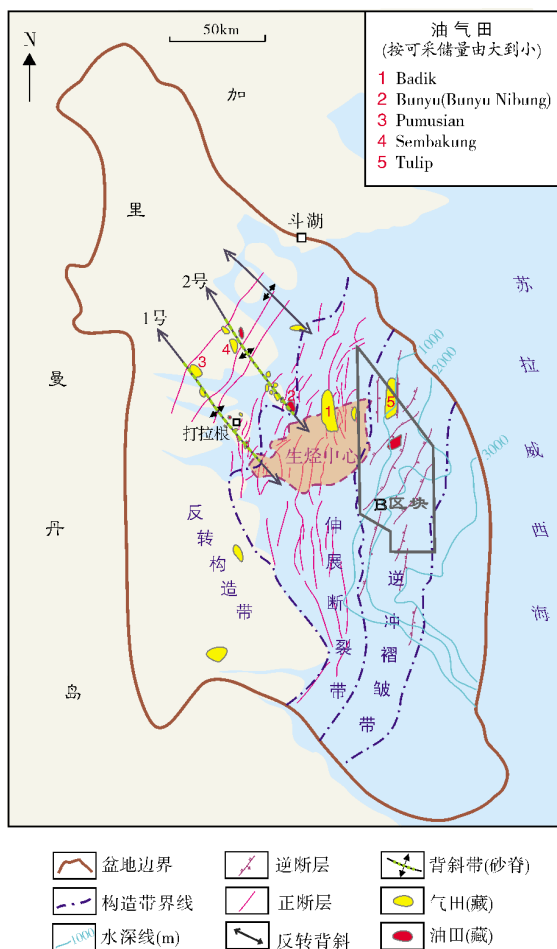 N
50km
油气田
(按可采储量由大到小)
1 Badik
2 Bunyu(Bunyu Nibung)
3 Pumusian
4 Sembakung
5 Tulip
加
里
曼
丹
岛
斗湖
苏
拉
威
西
海
2号
1号
1000
2000
3000
3
4
2
1
5
打拉根
生烃中心
B区块
反
转
构
造
带
伸
展
断
裂
带
逆
冲
褶
皱
带
盆地边界
逆断层
背斜带(砂脊)
构造带界线
正断层
气田(藏)
1000
水深线(m)
反转背斜
油田(藏)